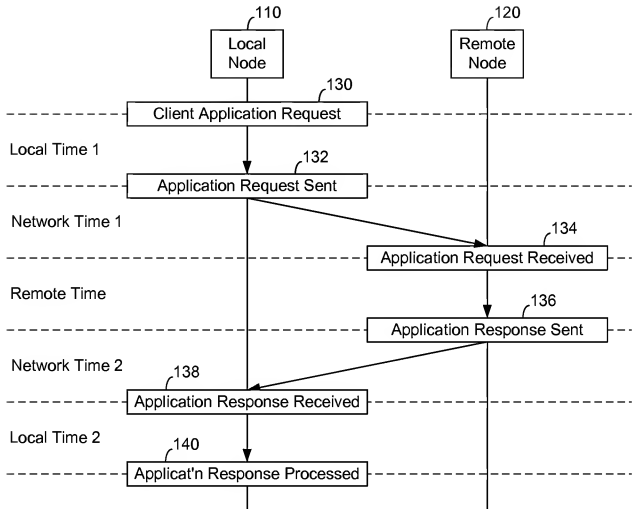 110
120
Local
Node
Remote
Node
130
Client Application Request
Local Time 1
132
Application Request Sent
Network Time 1
134
Application Request Received
Remote Time
136
Application Response Sent
Network Time 2
138
Application Response Received
Local Time 2
140
Applicat'n Response Processed